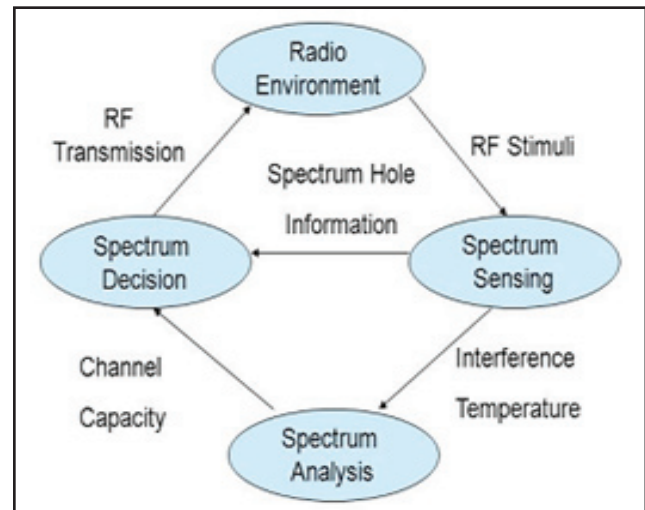 Radio
Environment
RF
Transmission
RF Stimuli
Spectrum Hole
Information
Spectrum
Decision
Spectrum
Sensing
Channel
Capacity
Interference
Temperature
Spectrum
Analysis